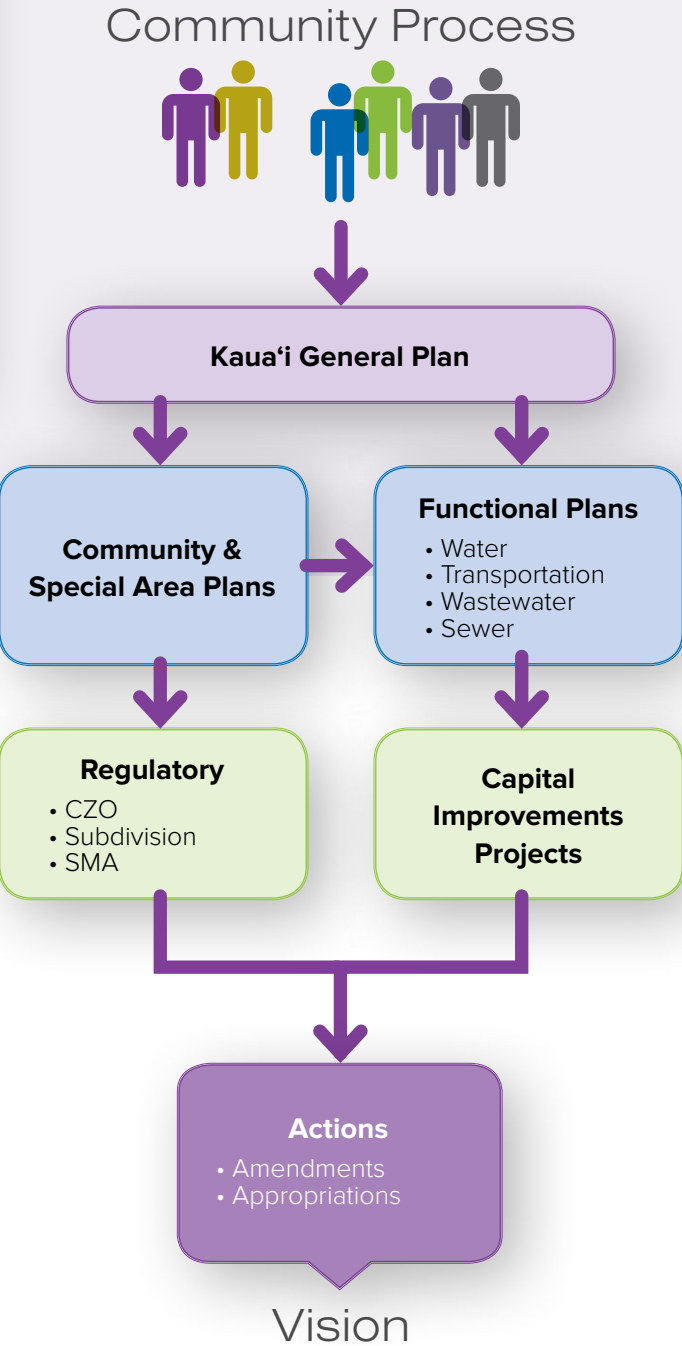 Community Process
Kauaʻi General Plan
Community &
Special Area Plans
Functional Plans
• Water
• Transportation
• Wastewater
• Sewer
Regulatory
• CZO
• Subdivision
• SMA
Capital
Improvements
Projects
Actions
• Amendments
• Appropriations
Vision